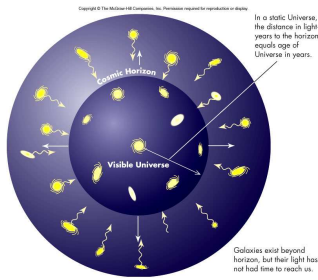 Copyright © The McGraw-Hill Companies, Inc. Permission required for reproduction or display.
In a static Universe,
the distance in light-
years to the horizon
equals age of
Universe in years.
Cosmic Horizon
Visible Universe
Galaxies exist beyond
horizon, but their light has
not had time to reach us.